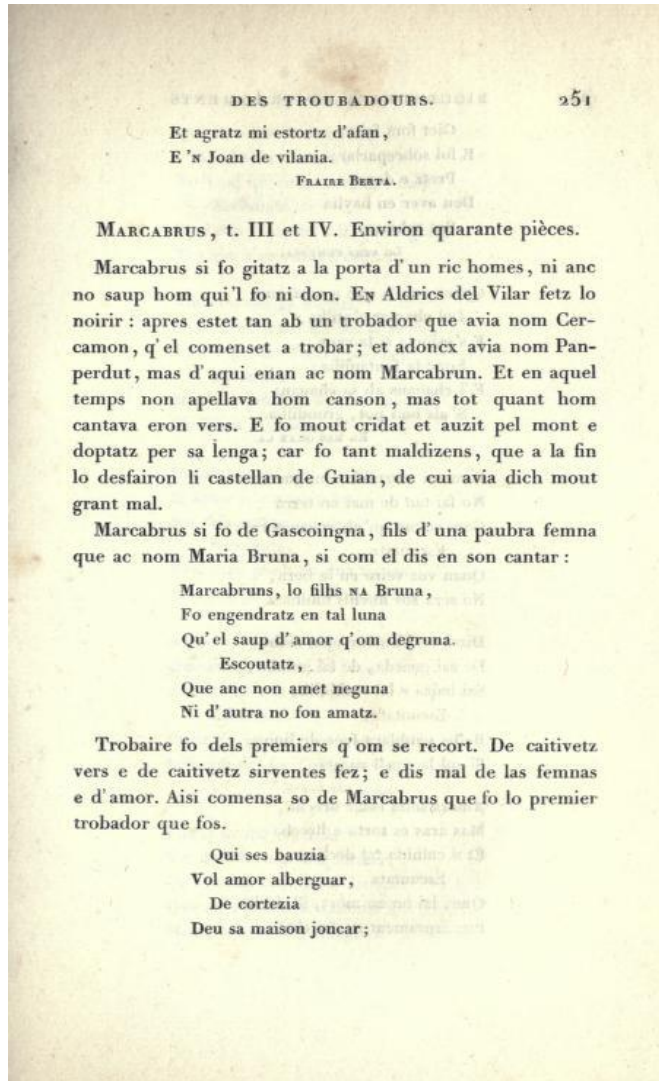 DES TROUBADOURS. 251
Et agratz mi estortz d'afan,
E 'N Joan de vilania.
FRAIRE BERTA.
MARCABRUS, t. III et IV. Environ quarante pièces.
Marcabrus si fo gitatz a la porta d'un ric homes, ni anc
no saup hom qui'l fo ni don. EN Aldrics del Vilar fetz lo
noirir : apres estet tan ab un trobador que avia nom Cer-
camon, q'el comenset a trobar; et adoncx avia nom Pan-
perdut, mas d'aqui enan ac nom Marcabrun. Et en aquel
temps non apellava hom canson, mas tot quant hom
cantava eron vers. E fo mout cridat et auzit pel mont e
doptatz per sa lenga; car fo tant maldizens, que a la fin
lo desfairon li castellan de Guian, de cui avia dich mout
grant mal.
Marcabrus si fo de Gascoingna, fils d'una paubra femna
que ac nom Maria Bruna, si com el dis en son cantar :
Marcabruns, lo filhs NA Bruna,
Fo engendratz en tal luna
Qu'el saup d'amor q'om degruna.
Escoutatz,
Que anc non amet neguna
Ni d'autra no fon amatz.
Trobaire fo dels premiers q'om se recort. De caitivetz
vers e de caitivetz sirventes fez; e dis mal de las femnas
e d'amor. Aisi comensa so de Marcabrus que fo lo premier
trobador que fos.
Qui ses bauzia
Vol amor alberguar,
De cortezia
Deu sa maison joncar;